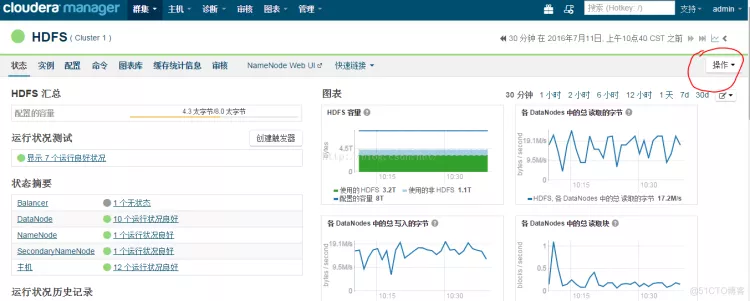 cloudera manager 群集 主机 诊断 审核 图表 管理 搜索 (Hotkey: /) 支持 admin
HDFS ( Cluster 1 ) 30 分钟 在 2016年7月11日, 上午10点40 CST 之前
状态 实例 配置 命令 图表库 缓存统计信息 审核 NameNode Web UI 快速链接 操作
HDFS 汇总
配置的容量 4.3 太字节/8.0 太字节
运行状况测试 创建触发器
显示 7 个运行良好状况
状态摘要
Balancer 1 个无状态
DataNode 10 个运行状况良好
NameNode 1 个运行状况良好
SecondaryNameNode 1 个运行状况良好
主机 12 个运行状况良好
运行状况历史记录
图表 30 分钟 1 小时 2 小时 6 小时 12 小时 1 天 7d 30d
HDFS 容量
bytes
4.5T
10:15 10:30
使用的 HDFS 3.2T 使用的非 HDFS 1.1T
配置的容量 8T
各 DataNodes 中的总 读取的字节
bytes / second
19.1M/s
9.5M/s
10:15 10:30
HDFS, 各 DataNodes 中的总 读取的字节 17.2M/s
各 DataNodes 中的总 写入的字节
bytes / second
19.1M/s
9.5M/s
各 DataNodes 中的总 读取块
blocks / second
1
0.5
@51CTO博客